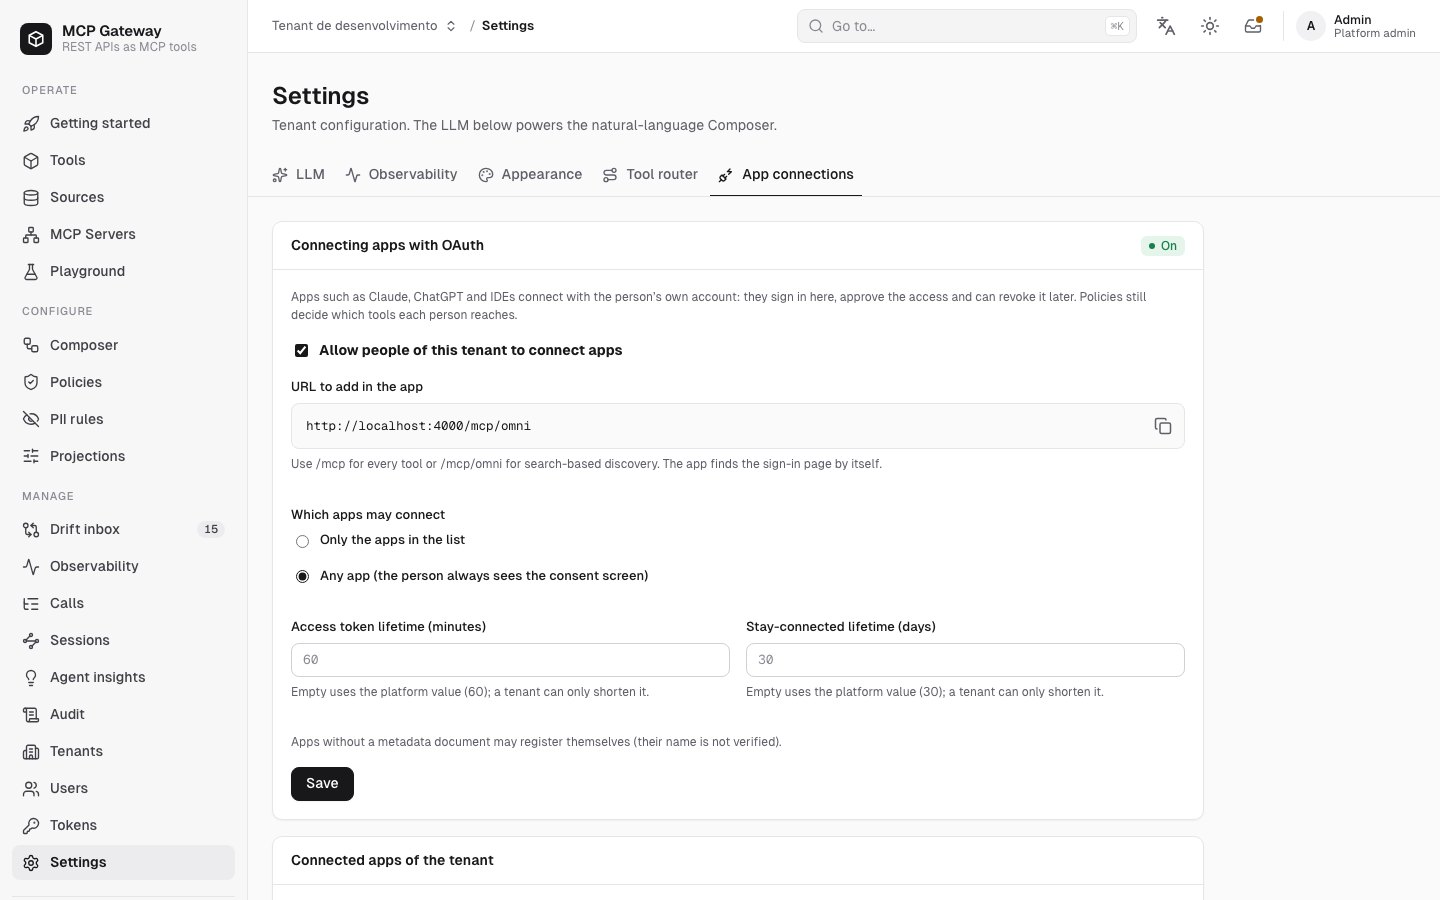 MCP Gateway
REST APIs as MCP tools
OPERATE
Getting started
Tools
Sources
MCP Servers
Playground
CONFIGURE
Composer
Policies
PII rules
Projections
MANAGE
Drift inbox 15
Observability
Calls
Sessions
Agent insights
Audit
Tenants
Users
Tokens
Settings
Tenant de desenvolvimento / Settings
Go to... ⌘K
A
Admin
Platform admin
Settings
Tenant configuration. The LLM below powers the natural-language Composer.
LLM Observability Appearance Tool router App connections
Connecting apps with OAuth On
Apps such as Claude, ChatGPT and IDEs connect with the person's own account: they sign in here, approve the access and can revoke it later. Policies still
decide which tools each person reaches.
Allow people of this tenant to connect apps
URL to add in the app
http://localhost:4000/mcp/omni
Use /mcp for every tool or /mcp/omni for search-based discovery. The app finds the sign-in page by itself.
Which apps may connect
Only the apps in the list
Any app (the person always sees the consent screen)
Access token lifetime (minutes) Stay-connected lifetime (days)
60 30
Empty uses the platform value (60); a tenant can only shorten it. Empty uses the platform value (30); a tenant can only shorten it.
Apps without a metadata document may register themselves (their name is not verified).
Save
Connected apps of the tenant